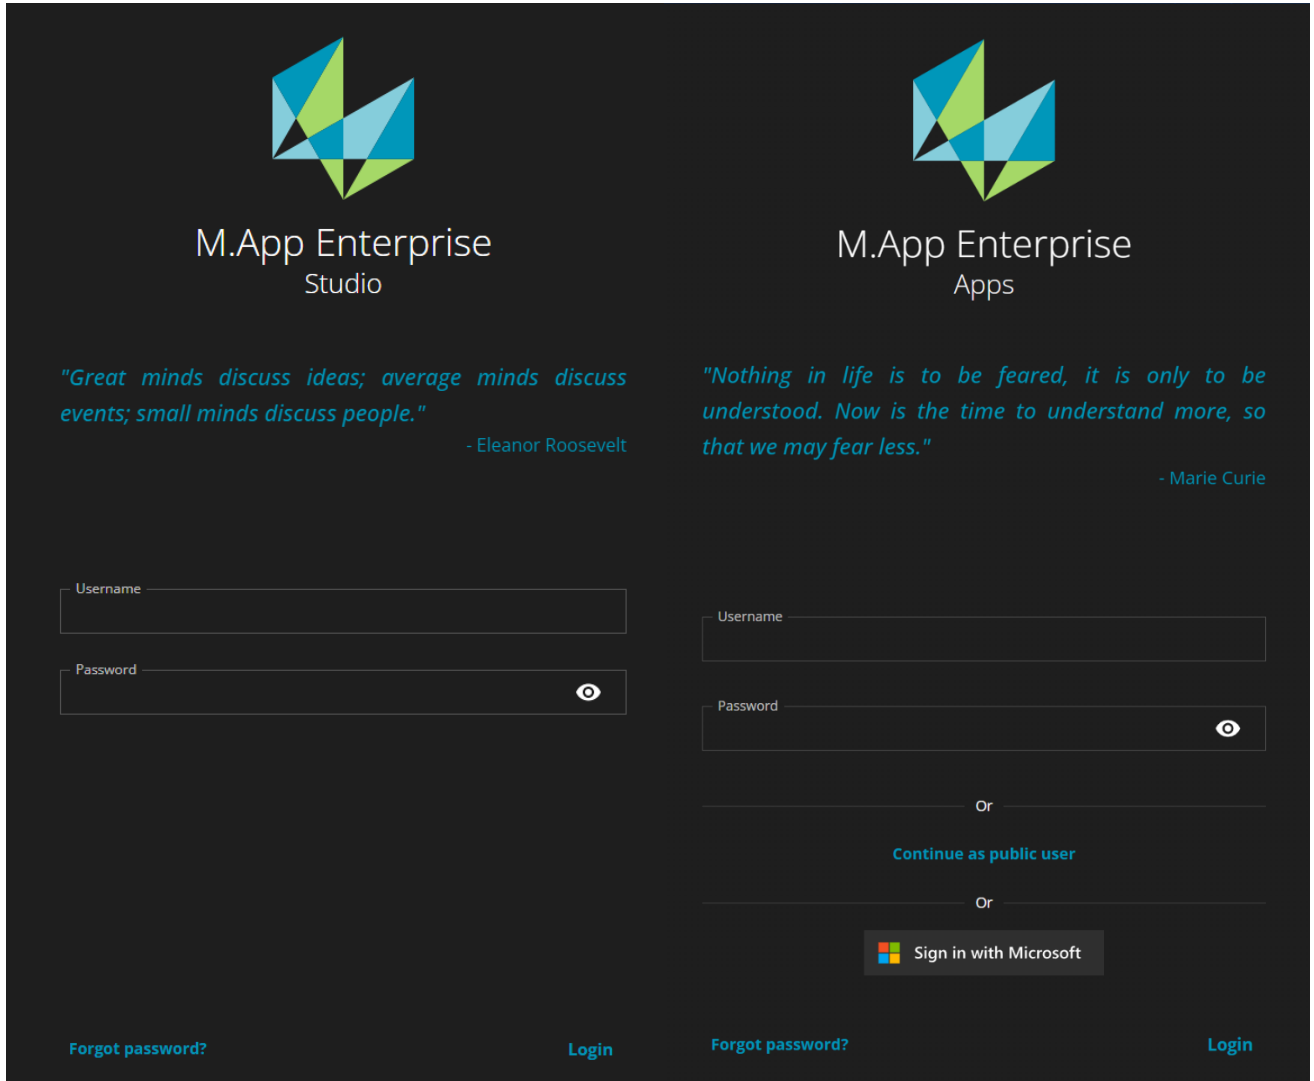 M.App Enterprise
Studio
"Great minds discuss ideas; average minds discuss
events; small minds discuss people."
- Eleanor Roosevelt
Username
Password
Forgot password?
Login
M.App Enterprise
Apps
"Nothing in life is to be feared, it is only to be
understood. Now is the time to understand more, so
that we may fear less."
- Marie Curie
Username
Password
Or
Continue as public user
Or
Sign in with Microsoft
Forgot password?
Login